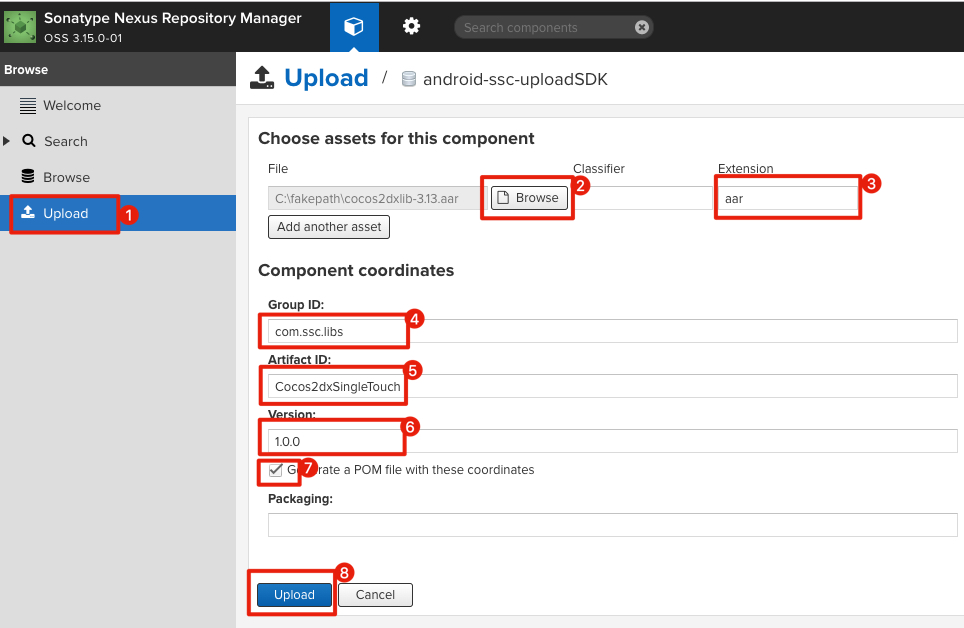 Sonatype Nexus Repository Manager
OSS 3.15.0-01
Search components
Browse
Welcome
Search
Browse
Upload 1
Upload / android-ssc-uploadSDK
Choose assets for this component
File Classifier Extension
C:\fakepath\cocos2dxlib-3.13.aar Browse 2 aar 3
Add another asset
Component coordinates
Group ID:
com.ssc.libs 4
Artifact ID:
Cocos2dxSingleTouch 5
Version:
1.0.0 6
7 a POM file with these coordinates
Packaging:
Upload 8 Cancel